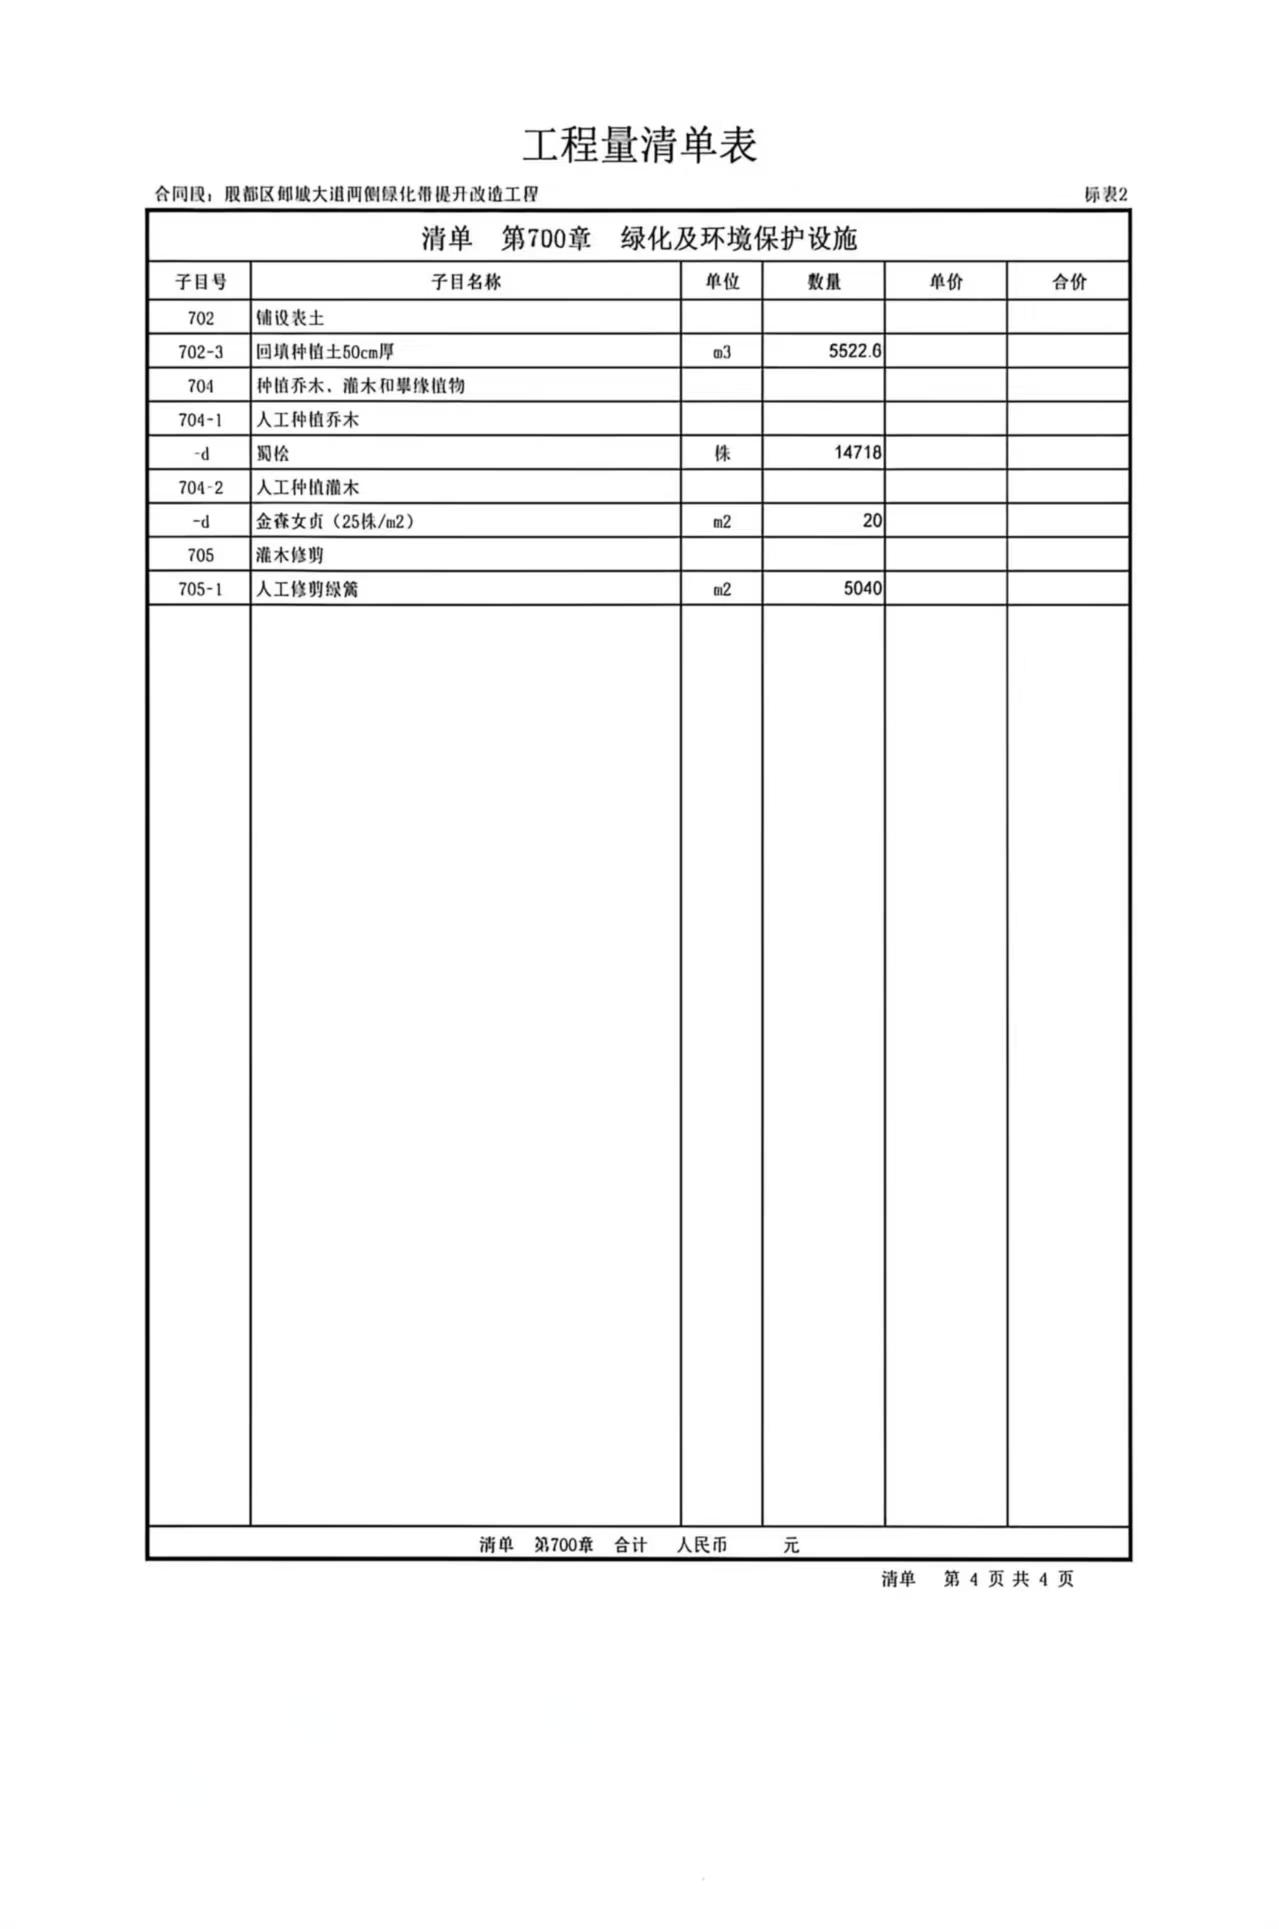 工程量清单表
合同段：殷都区邺城大道两侧绿化带提升改造工程 标表2
清单 第700章 绿化及环境保护设施
子目号 子目名称 单位 数量 单价 合价
702 铺设表土
702-3 回填种植土50cm厚 m3 5522.6
704 种植乔木、灌木和攀缘植物
704-1 人工种植乔木
-d 蜀桧 株 14718
704-2 人工种植灌木
-d 金森女贞（25株/m2） m2 20
705 灌木修剪
705-1 人工修剪绿篱 m2 5040
清单 第700章 合计 人民币 元
清单 第 4 页 共 4 页